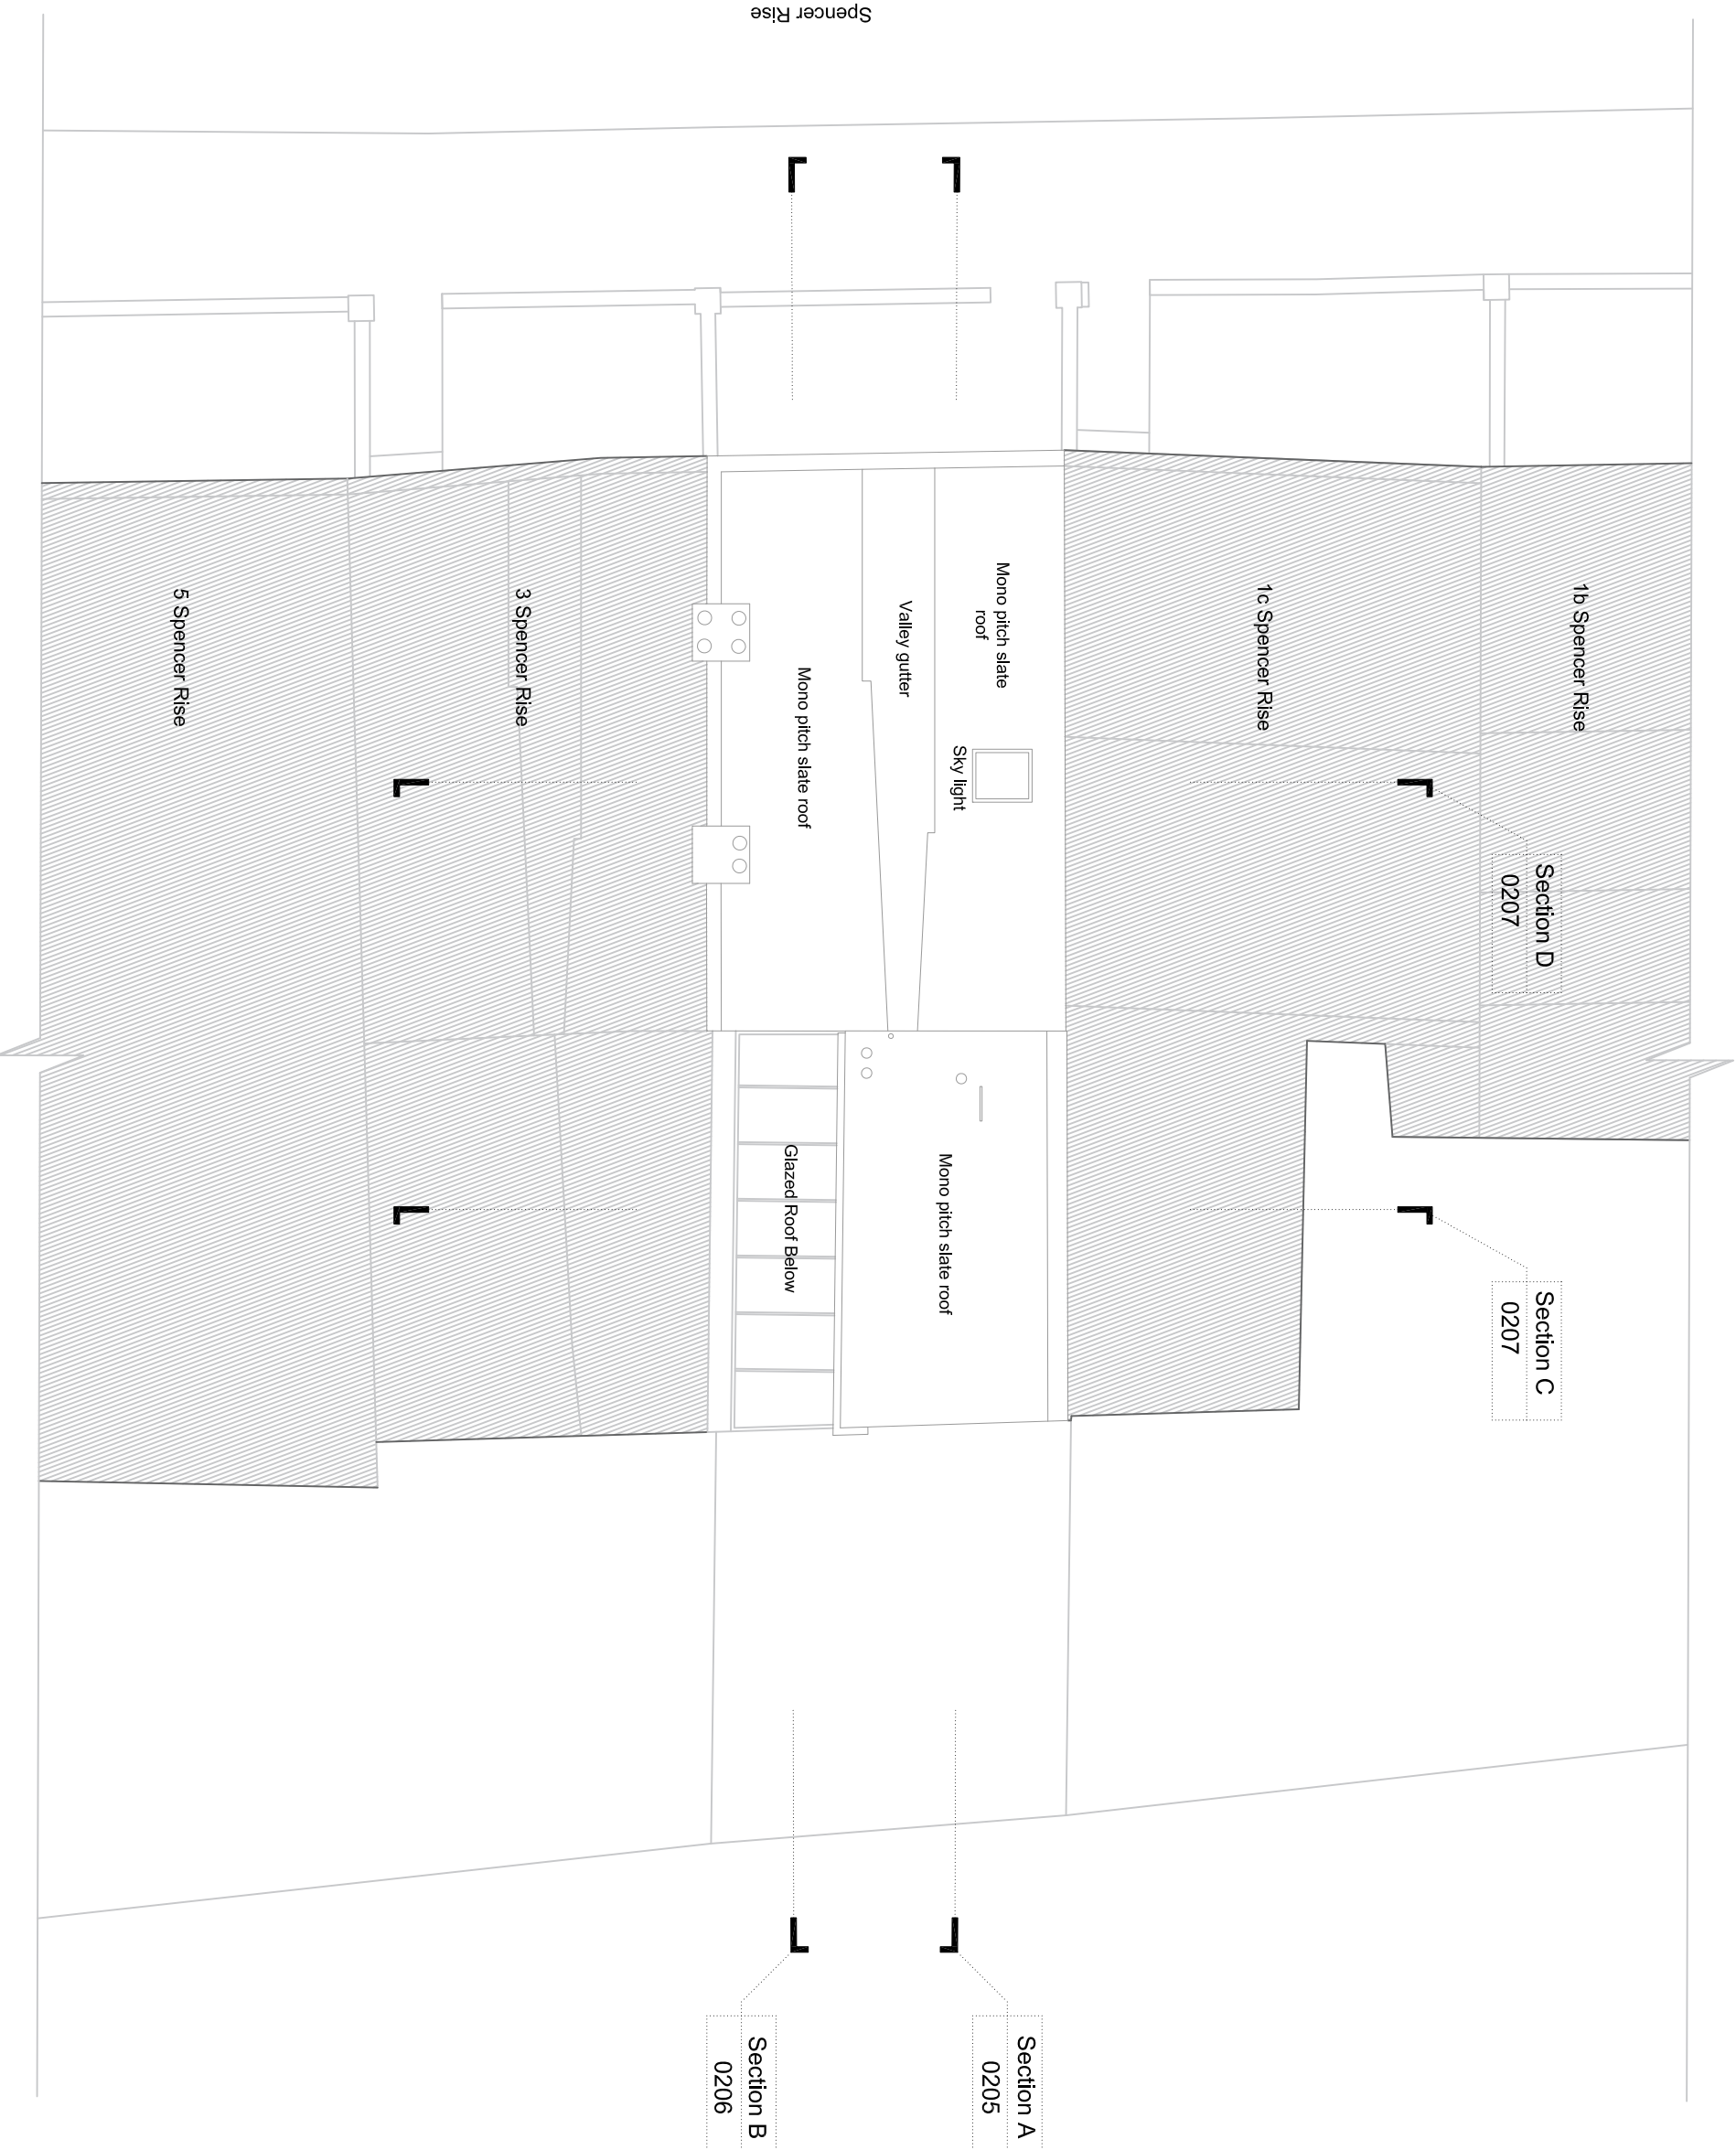 Spencer Rise
5 Spencer Rise
3 Spencer Rise
Mono pitch slate roof
Valley gutter
Mono pitch slate
roof
Sky light
1c Spencer Rise
1b Spencer Rise
Section D
0207
Glazed Roof Below
Mono pitch slate roof
Section C
0207
Section B
0206
Section A
0205